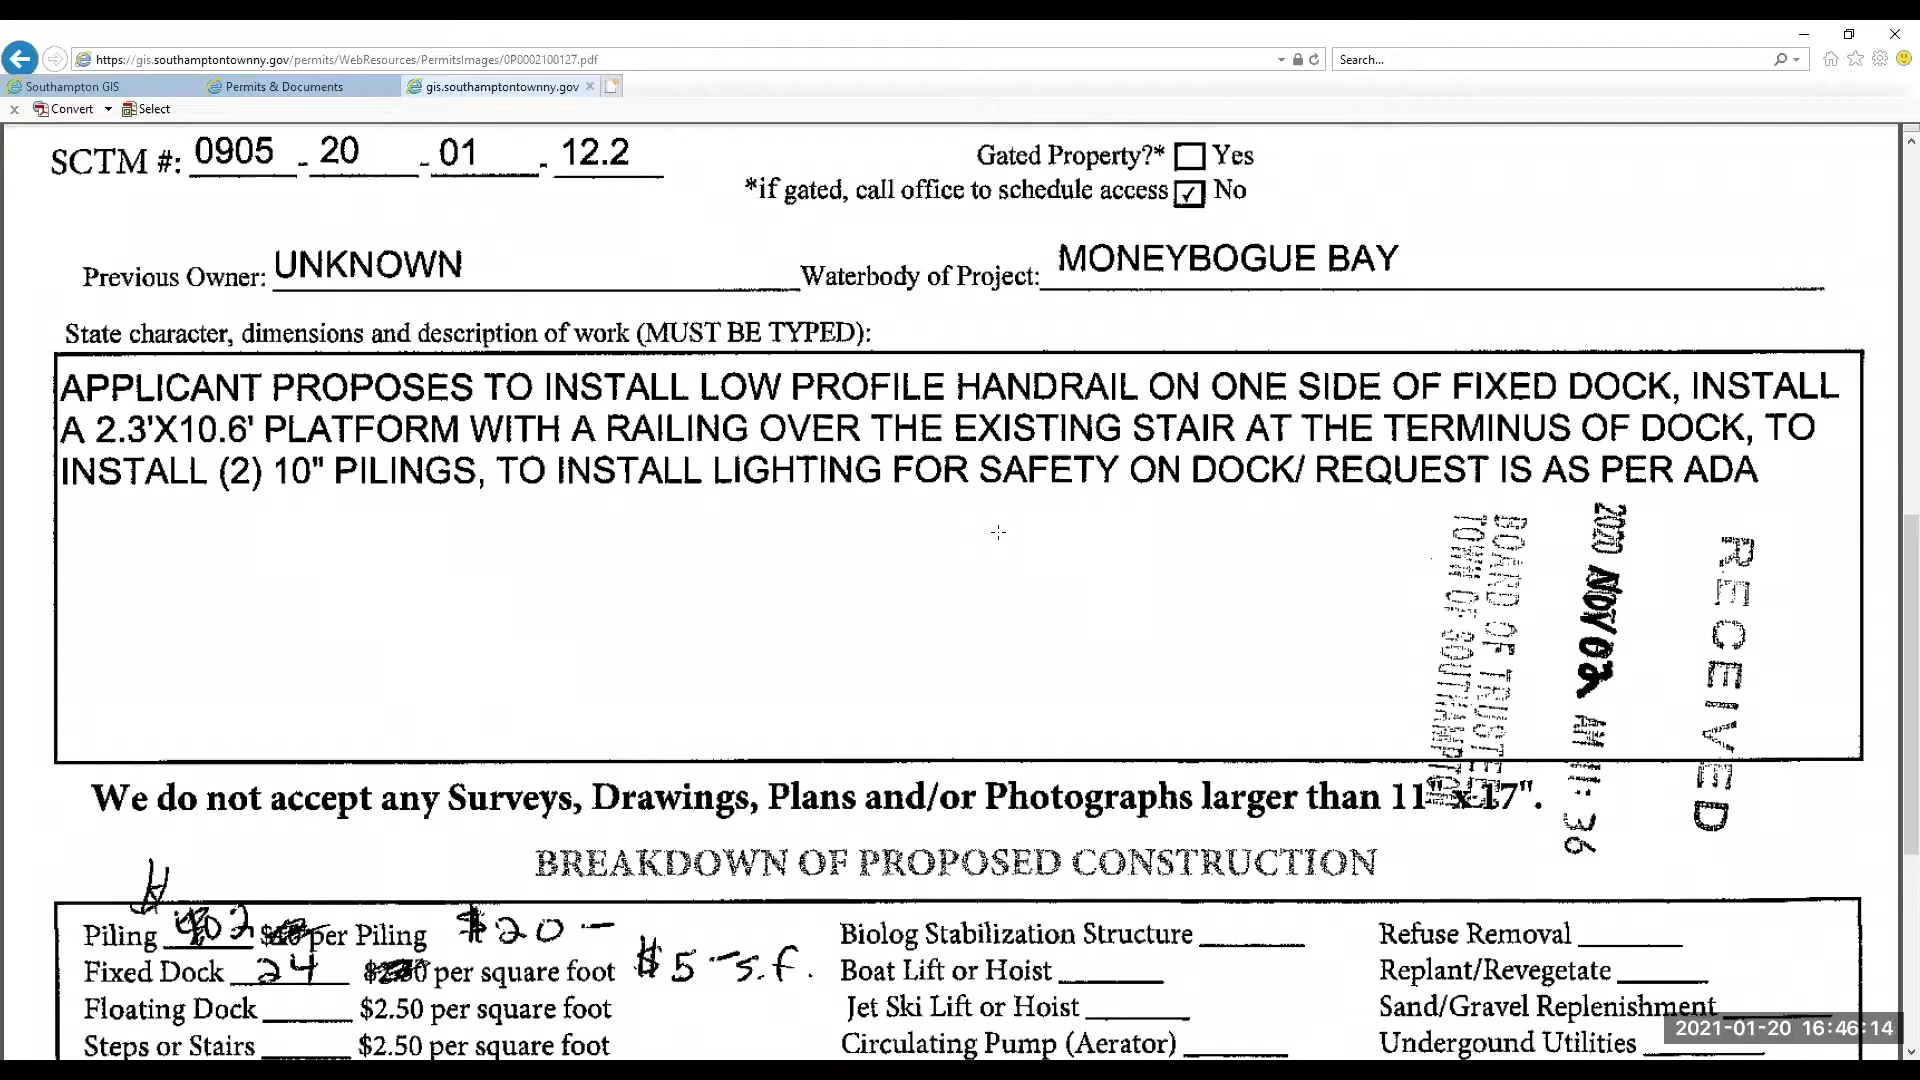 https://gis.southamptontownny.gov/permits/WebResources/PermitsImages/0P0002100127.pdf
Search...
Southampton GIS
Permits & Documents
gis.southamptontownny.gov
x Convert Select
SCTM #: 0905 - 20 - 01 - 12.2
Gated Property?* Yes
*if gated, call office to schedule access ✓ No
Previous Owner: UNKNOWN Waterbody of Project: MONEYBOGUE BAY
State character, dimensions and description of work (MUST BE TYPED):
APPLICANT PROPOSES TO INSTALL LOW PROFILE HANDRAIL ON ONE SIDE OF FIXED DOCK, INSTALL
A 2.3'X10.6' PLATFORM WITH A RAILING OVER THE EXISTING STAIR AT THE TERMINUS OF DOCK, TO
INSTALL (2) 10" PILINGS, TO INSTALL LIGHTING FOR SAFETY ON DOCK/ REQUEST IS AS PER ADA
RECEIVED
2020 NOV 02 AM 11:36
BOARD OF TRUSTEES
TOWN OF SOUTHAMPTON
We do not accept any Surveys, Drawings, Plans and/or Photographs larger than 11" x 17".
BREAKDOWN OF PROPOSED CONSTRUCTION
Piling 2 per Piling $20 -
Fixed Dock 24 per square foot $5 - s.f.
Floating Dock $2.50 per square foot
Steps or Stairs $2.50 per square foot
Biolog Stabilization Structure
Boat Lift or Hoist
Jet Ski Lift or Hoist
Circulating Pump (Aerator)
Refuse Removal
Replant/Revegetate
Sand/Gravel Replenishment
Undergound Utilities
2021-01-20 16:46:14